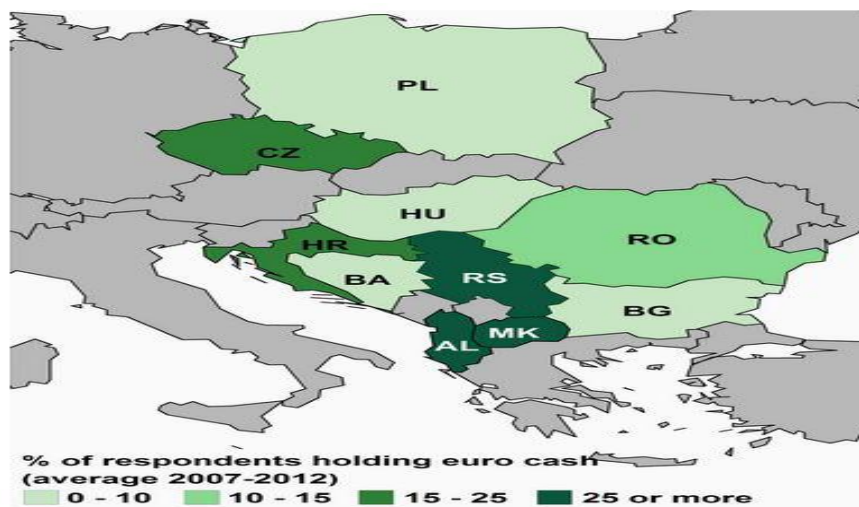 PL
CZ
HU
RO
HR
BA
RS
BG
MK
AL
% of respondents holding euro cash
(average 2007-2012)
0 - 10 10 - 15 15 - 25 25 or more